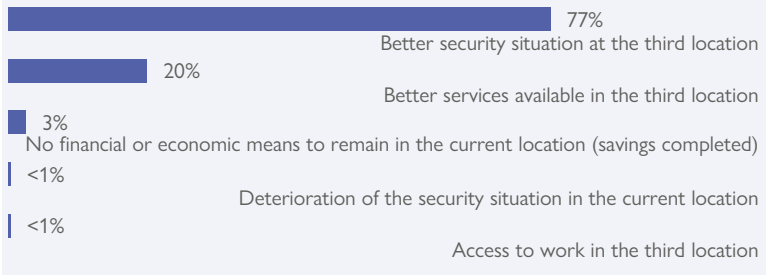 77%
Better security situation at the third location
20%
Better services available in the third location
3%
No financial or economic means to remain in the current location (savings completed)
<1%
Deterioration of the security situation in the current location
<1%
Access to work in the third location